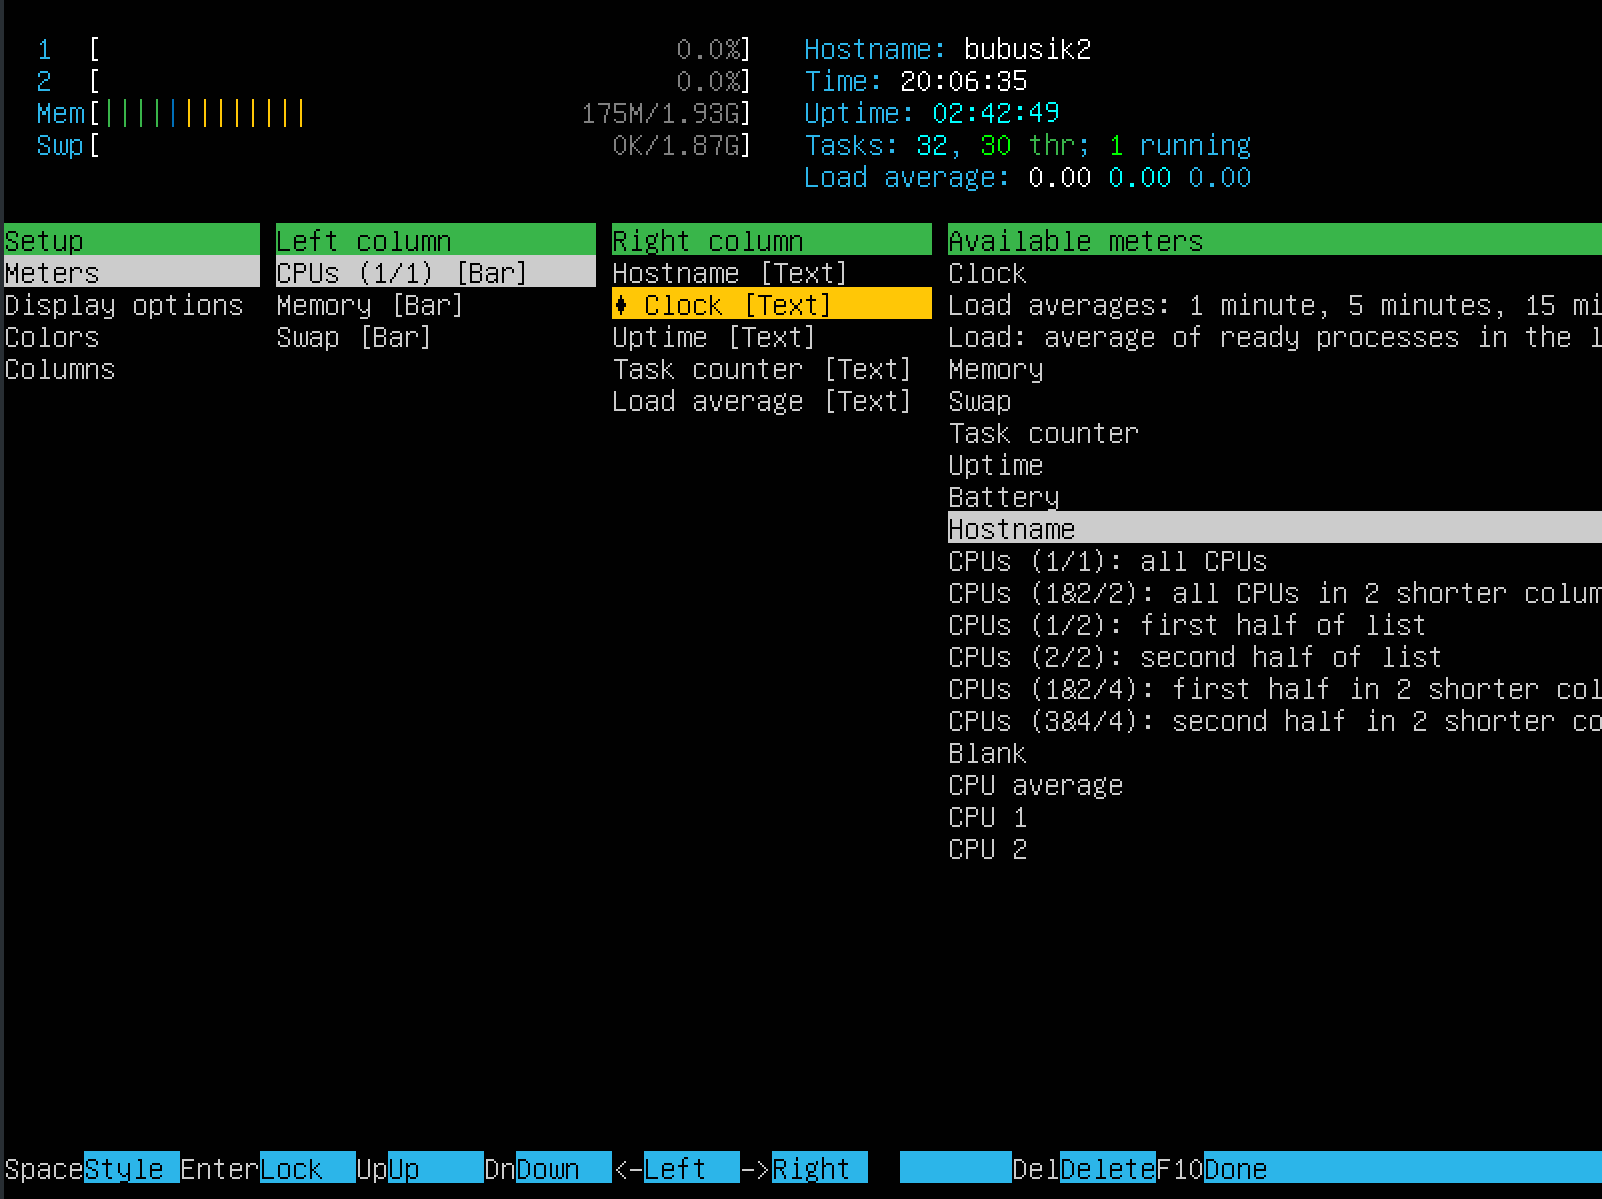 1 [ 0.0%] Hostname: bubusik2
2 [ 0.0%] Time: 20:06:35
Mem[||||||||||||| 175M/1.93G] Uptime: 02:42:49
Swp[ 0K/1.87G] Tasks: 32, 30 thr; 1 running
Load average: 0.00 0.00 0.00
Setup Left column Right column Available meters
Meters CPUs (1/1) [Bar] Hostname [Text] Clock
Display options Memory [Bar] ♦ Clock [Text] Load averages: 1 minute, 5 minutes, 15 mi
Colors Swap [Bar] Uptime [Text] Load: average of ready processes in the l
Columns Task counter [Text] Memory
Load average [Text] Swap
Task counter
Uptime
Battery
Hostname
CPUs (1/1): all CPUs
CPUs (1&2/2): all CPUs in 2 shorter colum
CPUs (1/2): first half of list
CPUs (2/2): second half of list
CPUs (1&2/4): first half in 2 shorter col
CPUs (3&4/4): second half in 2 shorter co
Blank
CPU average
CPU 1
CPU 2
SpaceStyle EnterLock UpUp DnDown <-Left ->Right DelDeleteF10Done